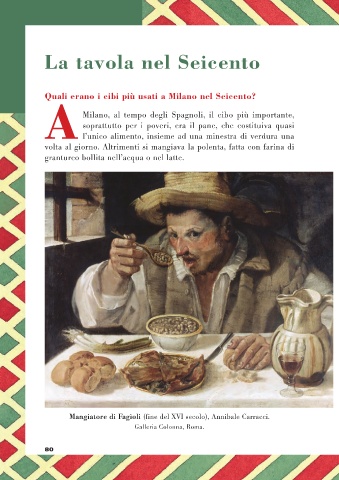 La tavola nel Seicento
Quali erano i cibi più usati a Milano nel Seicento?
A Milano, al tempo degli Spagnoli, il cibo più importante,
soprattutto per i poveri, era il pane, che costituiva quasi
l'unico alimento, insieme ad una minestra di verdura una
volta al giorno. Altrimenti si mangiava la polenta, fatta con farina di
granturco bollita nell'acqua o nel latte.
Mangiatore di Fagioli (fine del XVI secolo), Annibale Carracci.
Galleria Colonna, Roma.
80